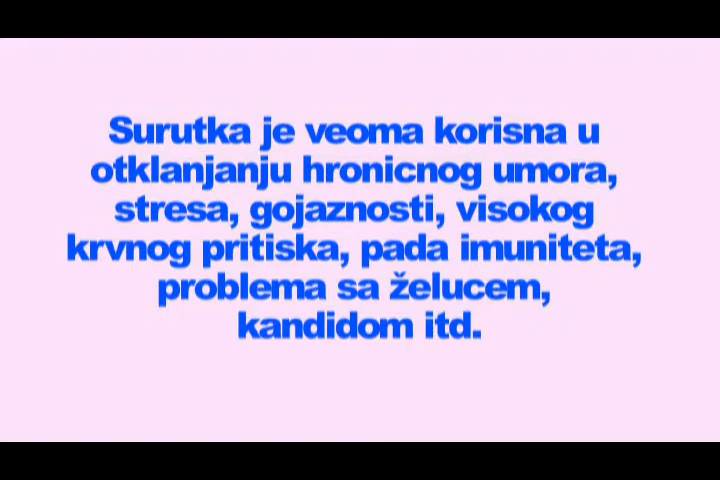 Surutka je veoma korisna u
otklanjanju hronicnog umora,
stresa, gojaznosti, visokog
krvnog pritiska, pada imuniteta,
problema sa želucem,
kandidom itd.